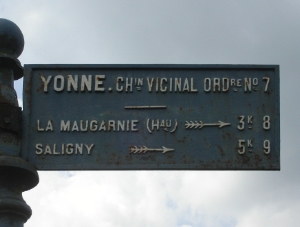 YONNE. CHIN VICINAL ORDRE NO 7
LA MAUGARNIE (HAU) 3K 8
SALIGNY 5K 9